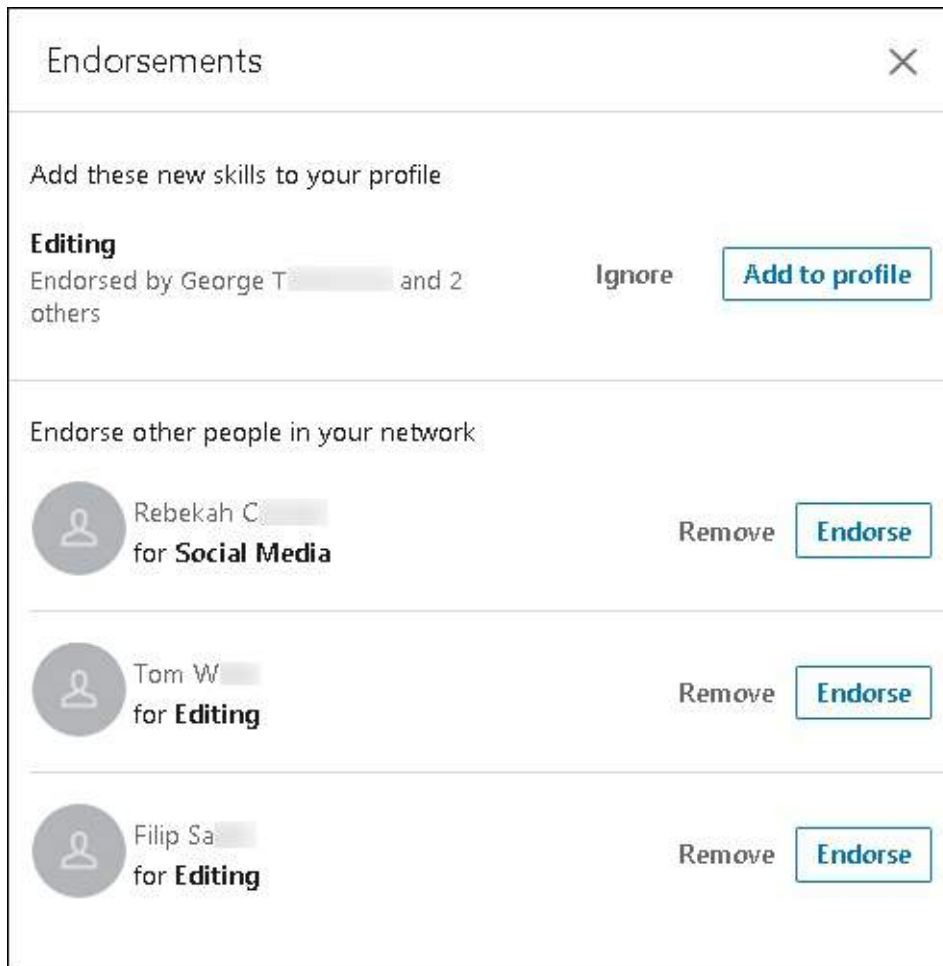 Endorsements
Add these new skills to your profile
Editing
Endorsed by George T and 2
others
Ignore
Add to profile
Endorse other people in your network
Rebekah C
for Social Media
Remove
Endorse
Tom W
for Editing
Remove
Endorse
Filip Sa
for Editing
Remove
Endorse